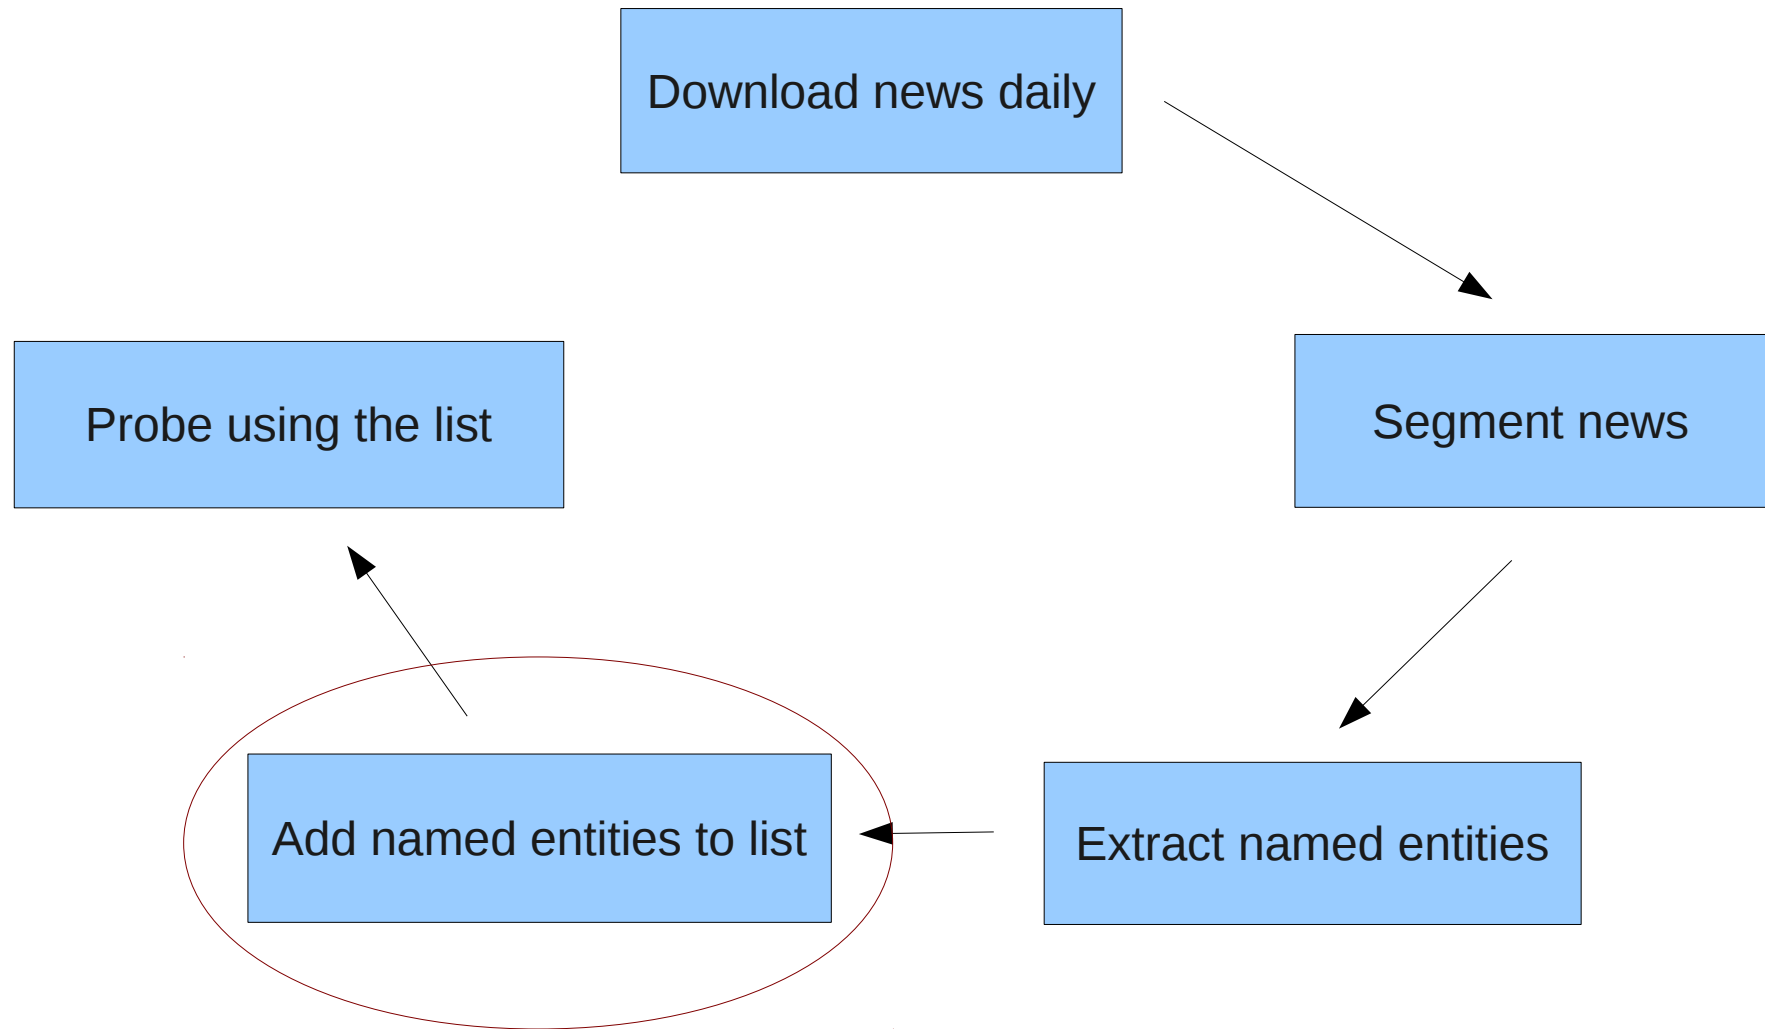 Download news daily
Segment news
Extract named entities
Add named entities to list
Probe using the list